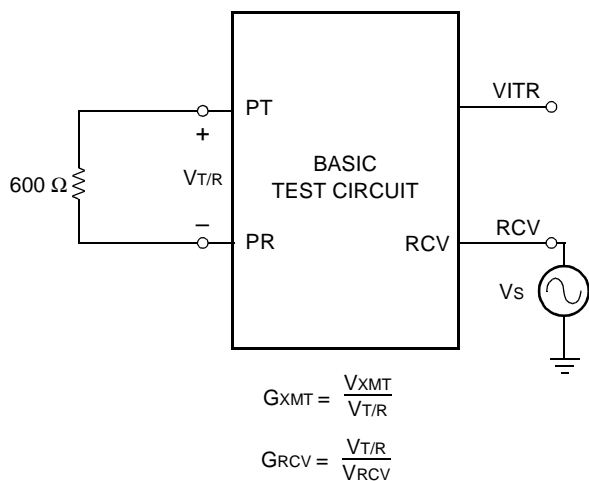 PT
VITR
+
600 Ω
VT/R
BASIC
TEST CIRCUIT
–
PR
RCV
RCV
VS
GXMT = VXMT / VT/R
GRCV = VT/R / VRCV